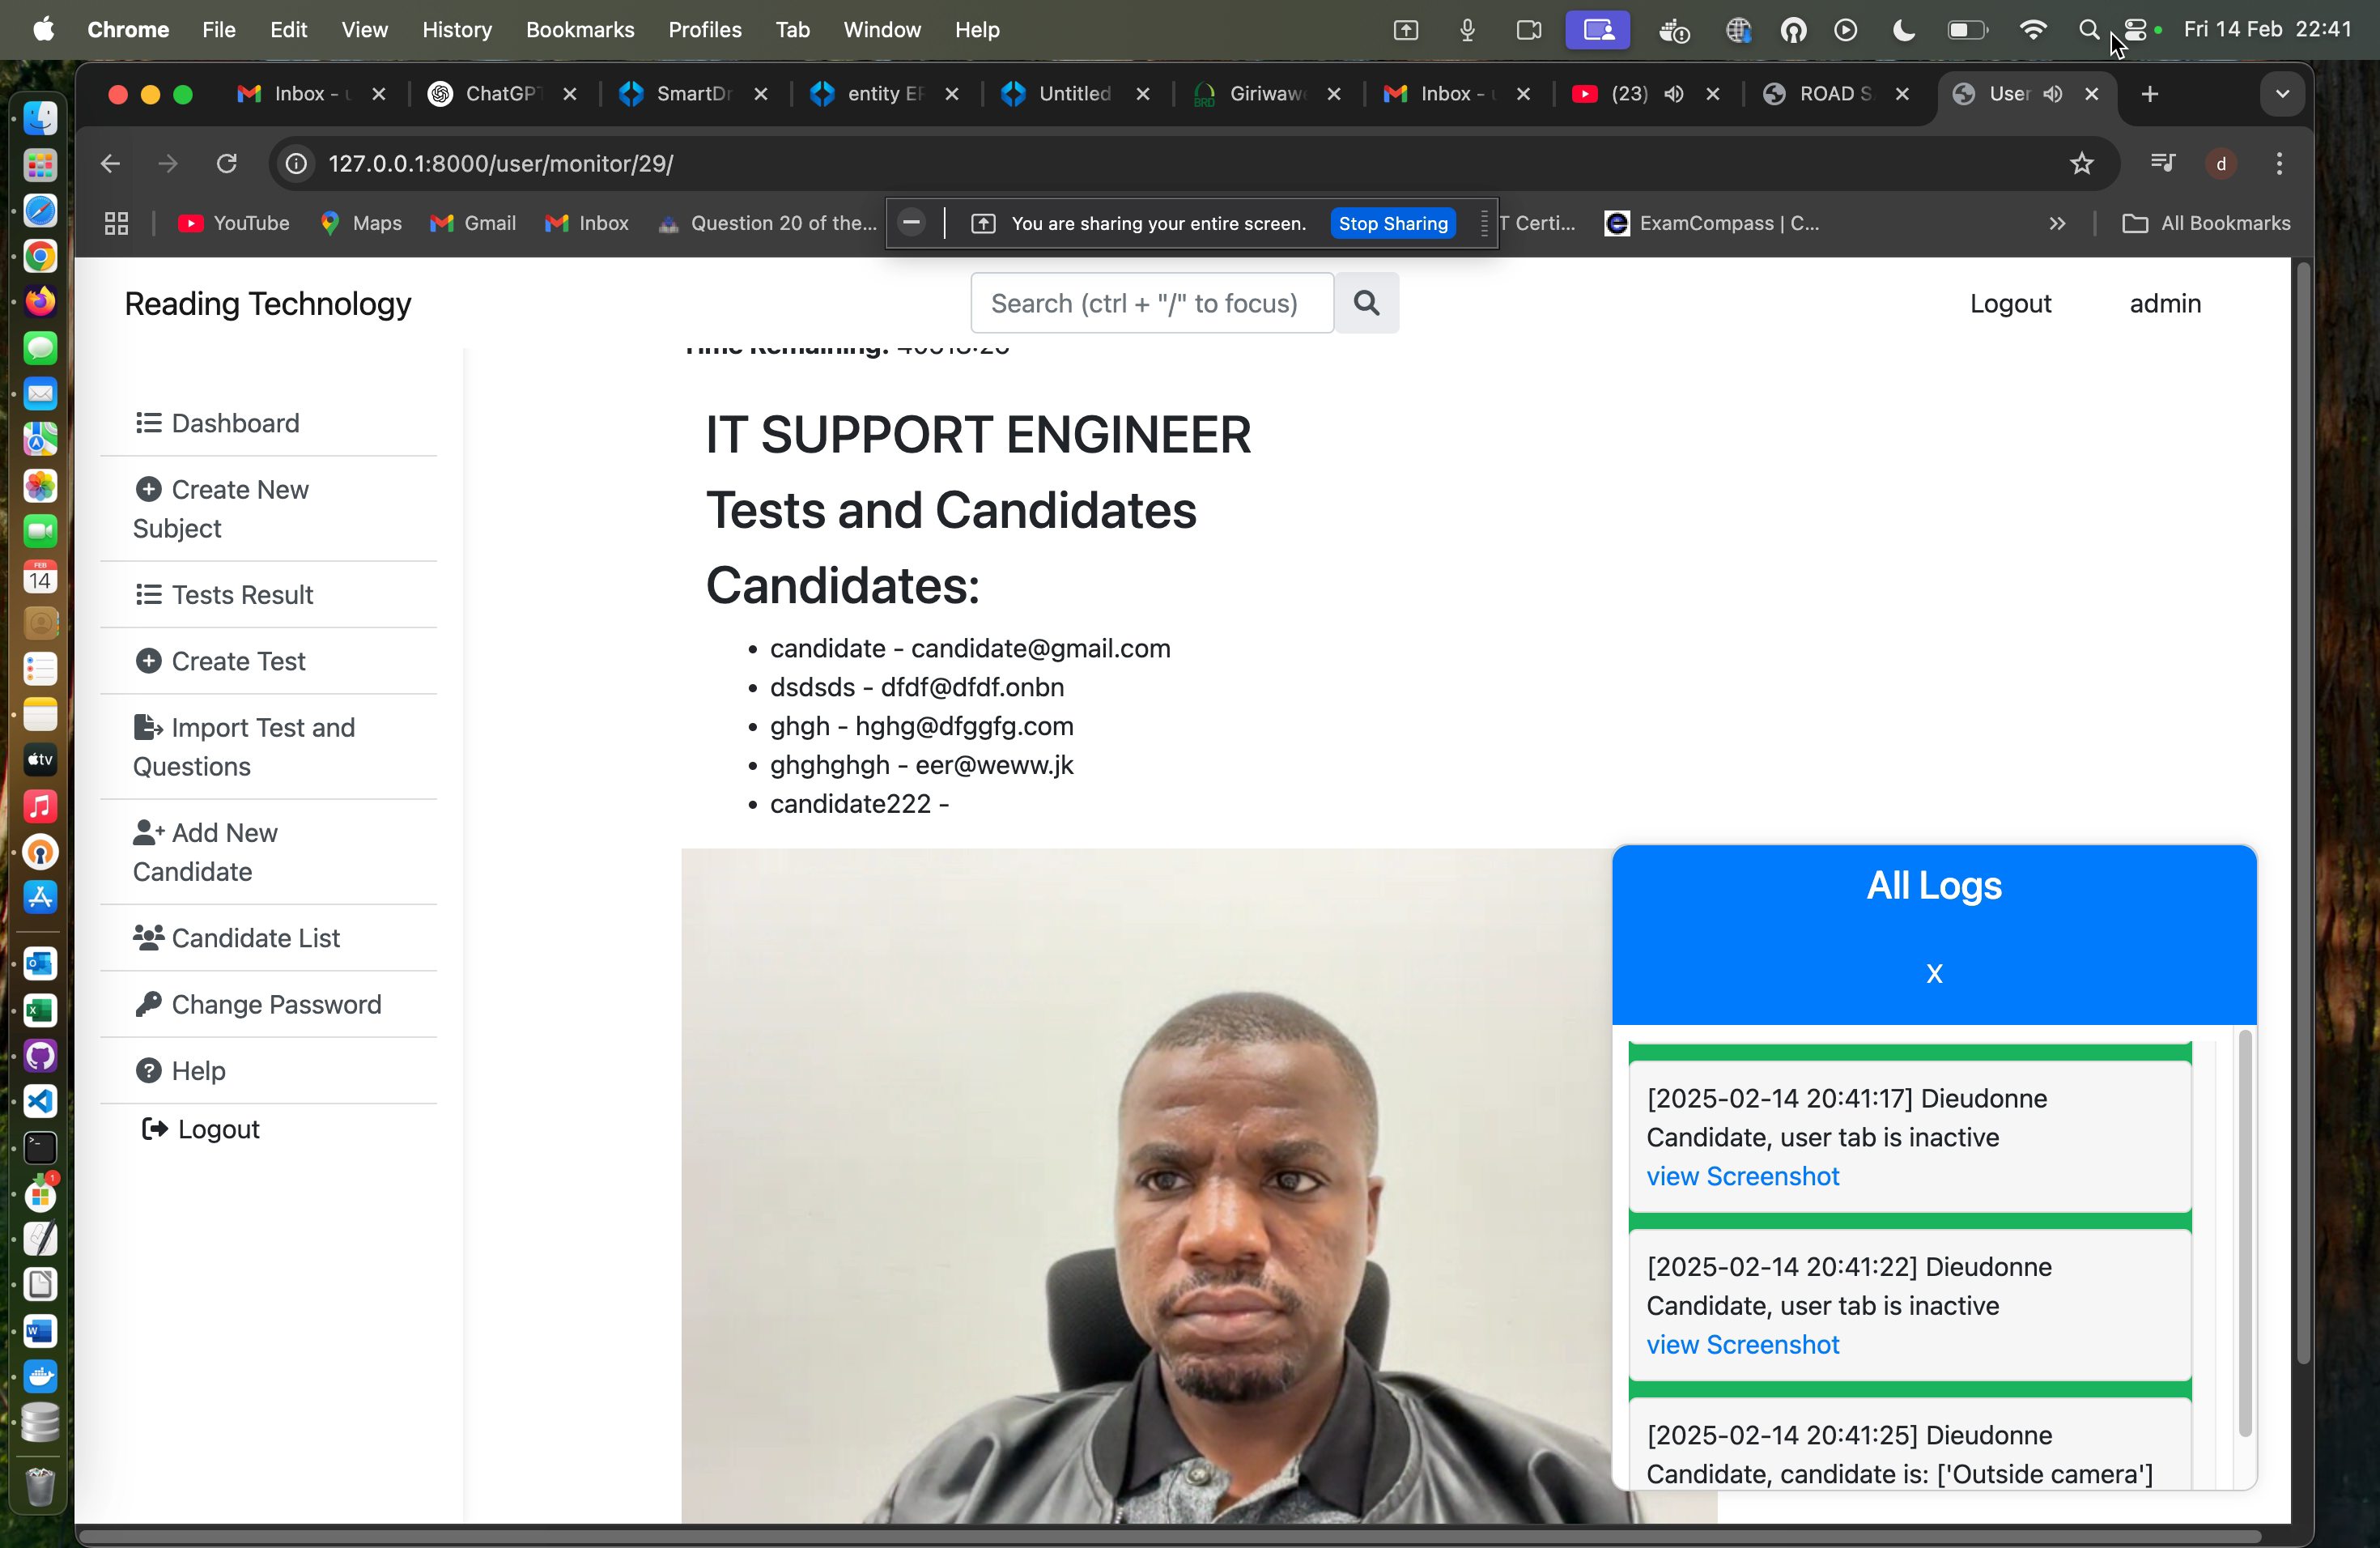 Chrome File Edit View History Bookmarks Profiles Tab Window Help Fri 14 Feb 22:41
Inbox - ChatGP SmartDr entity Untitled Giriwaw Inbox - (23) ROAD S User
127.0.0.1:8000/user/monitor/29/ d
YouTube Maps Gmail Inbox Question 20 of the... You are sharing your entire screen. Stop Sharing T Certi... ExamCompass | C... » All Bookmarks
Reading Technology Search (ctrl + "/" to focus) Logout admin
Time Remaining:
Dashboard
Create New
Subject
Tests Result
Create Test
Import Test and
Questions
Add New
Candidate
Candidate List
Change Password
Help
Logout
IT SUPPORT ENGINEER
Tests and Candidates
Candidates:
• candidate - candidate@gmail.com
• dsdsds - dfdf@dfdf.onbn
• ghgh - hghg@dfggfg.com
• ghghghgh - eer@weww.jk
• candidate222 -
All Logs
X
[2025-02-14 20:41:17] Dieudonne
Candidate, user tab is inactive
view Screenshot
[2025-02-14 20:41:22] Dieudonne
Candidate, user tab is inactive
view Screenshot
[2025-02-14 20:41:25] Dieudonne
Candidate, candidate is: ['Outside camera']
FEB
14
tv
1
BRD